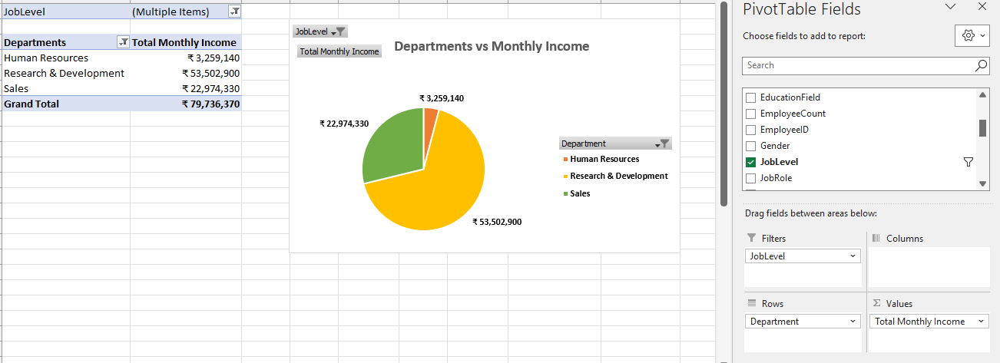 JobLevel (Multiple Items)
Departments Total Monthly Income
Human Resources ₹ 3,259,140
Research & Development ₹ 53,502,900
Sales ₹ 22,974,330
Grand Total ₹ 79,736,370
JobLevel
Total Monthly Income
Departments vs Monthly Income
₹ 3,259,140
₹ 22,974,330
₹ 53,502,900
Department
Human Resources
Research & Development
Sales
PivotTable Fields
Choose fields to add to report:
Search
EducationField
EmployeeCount
EmployeeID
Gender
JobLevel
JobRole
Drag fields between areas below:
Filters
JobLevel
Columns
Rows
Department
Σ Values
Total Monthly Income